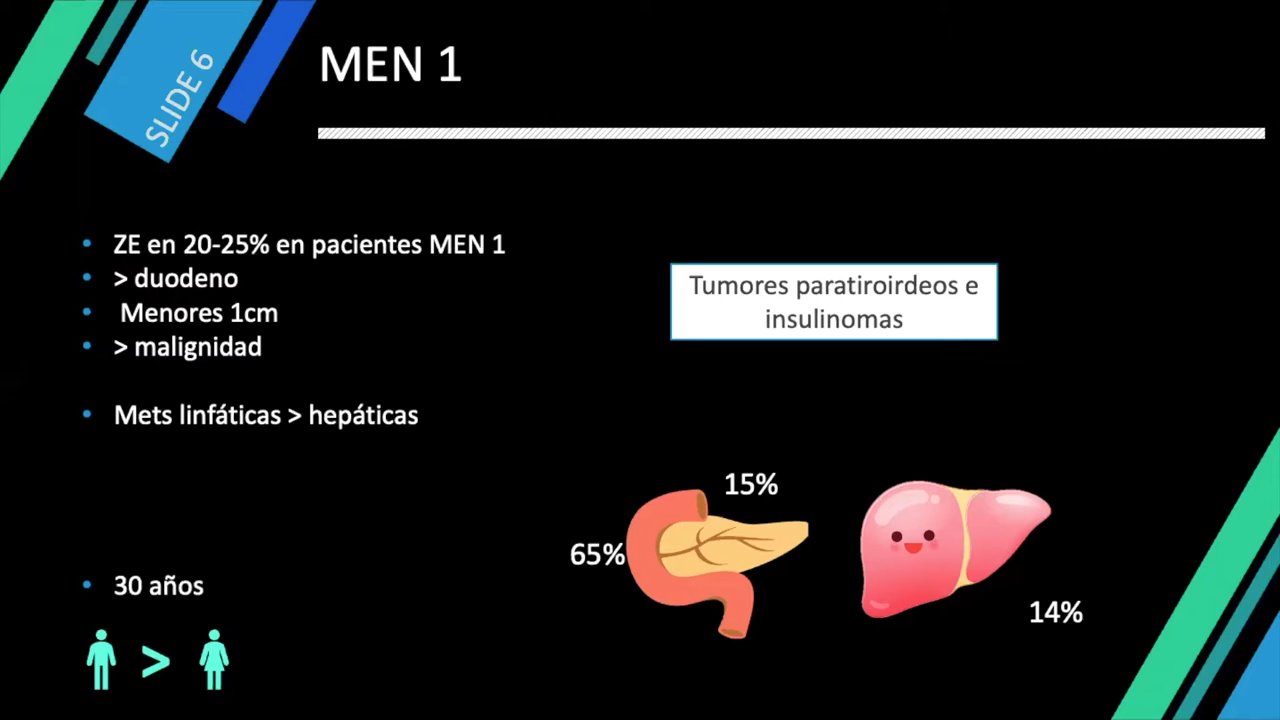 SLIDE 6
MEN 1
• ZE en 20-25% en pacientes MEN 1
• > duodeno
• Menores 1cm
• > malignidad
• Mets linfáticas > hepáticas
• 30 años
>
Tumores paratiroirdeos e
insulinomas
15%
65%
14%